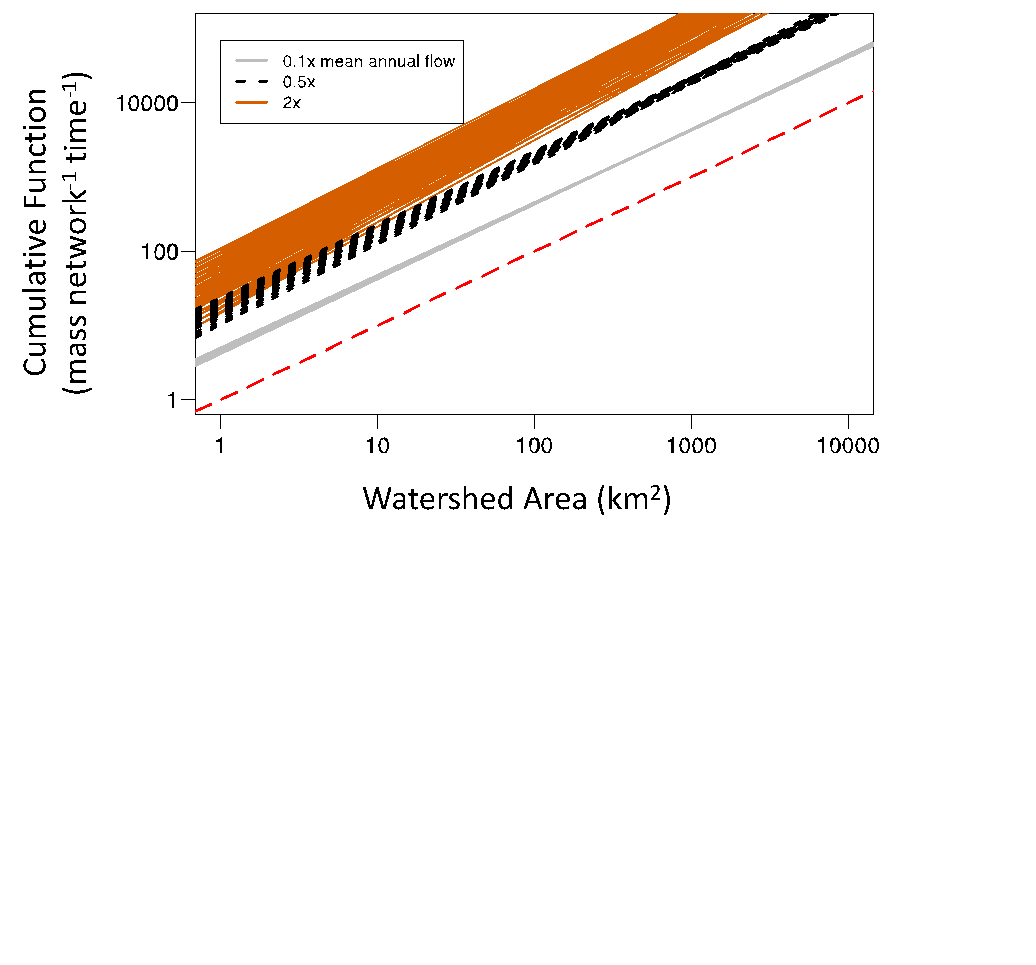 Cumulative Function
(mass network⁻¹ time⁻¹)
0.1x mean annual flow
0.5x
2x
10000
100
1
1 10 100 1000 10000
Watershed Area (km²)